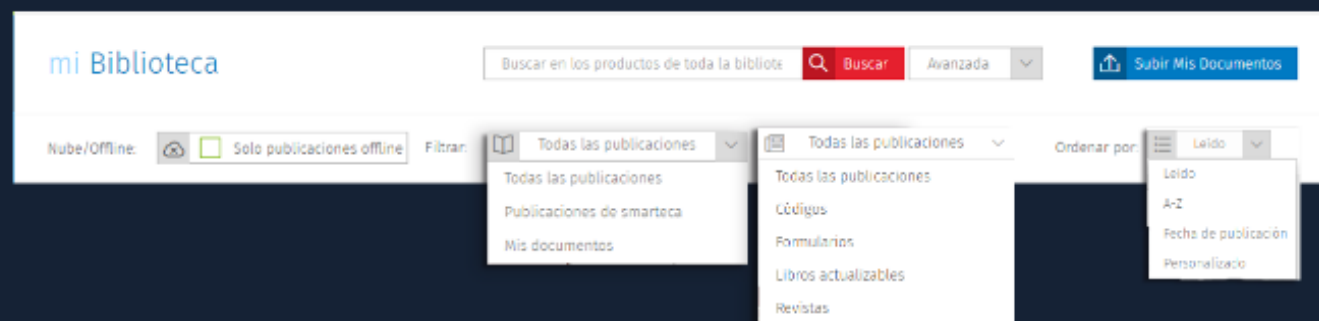 mi Biblioteca
Buscar en los productos de toda la bibliote
Buscar
Avanzada
Subir Mis Documentos
Nube/Offline:
Solo publicaciones offline
Filtrar:
Todas las publicaciones
Todas las publicaciones
Publicaciones de smarteca
Mis documentos
Todas las publicaciones
Todas las publicaciones
Códigos
Formularios
Libros actualizables
Revistas
Ordenar por:
Leído
Leído
A-Z
Fecha de publicación
Personalizado